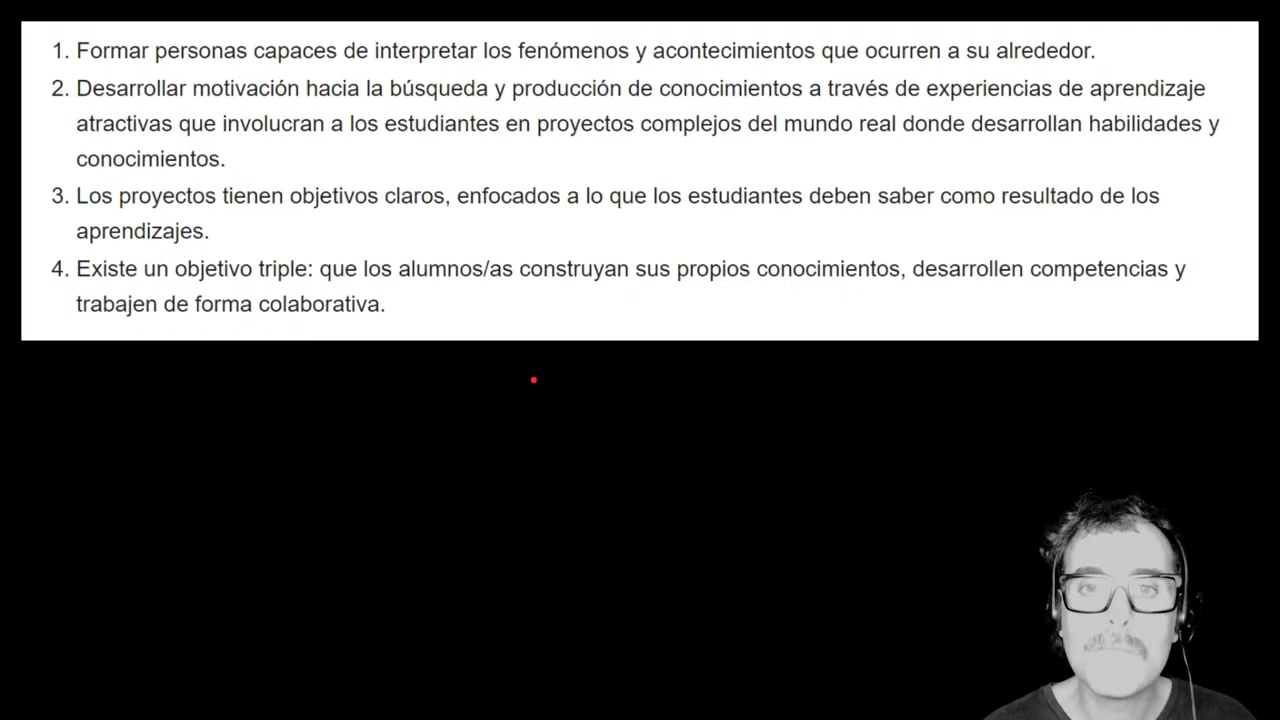 1. Formar personas capaces de interpretar los fenómenos y acontecimientos que ocurren a su alrededor.
2. Desarrollar motivación hacia la búsqueda y producción de conocimientos a través de experiencias de aprendizaje
atractivas que involucran a los estudiantes en proyectos complejos del mundo real donde desarrollan habilidades y
conocimientos.
3. Los proyectos tienen objetivos claros, enfocados a lo que los estudiantes deben saber como resultado de los
aprendizajes.
4. Existe un objetivo triple: que los alumnos/as construyan sus propios conocimientos, desarrollen competencias y
trabajen de forma colaborativa.